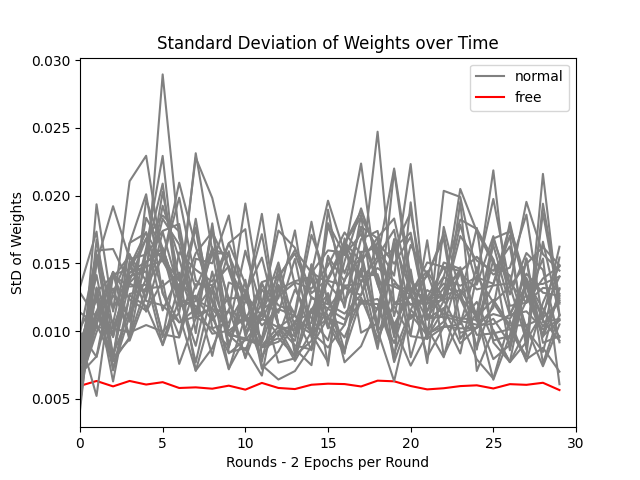 Standard Deviation of Weights over Time
0.030
0.025
0.020
0.015
0.010
0.005
StD of Weights
normal
free
0 5 10 15 20 25 30
Rounds - 2 Epochs per Round